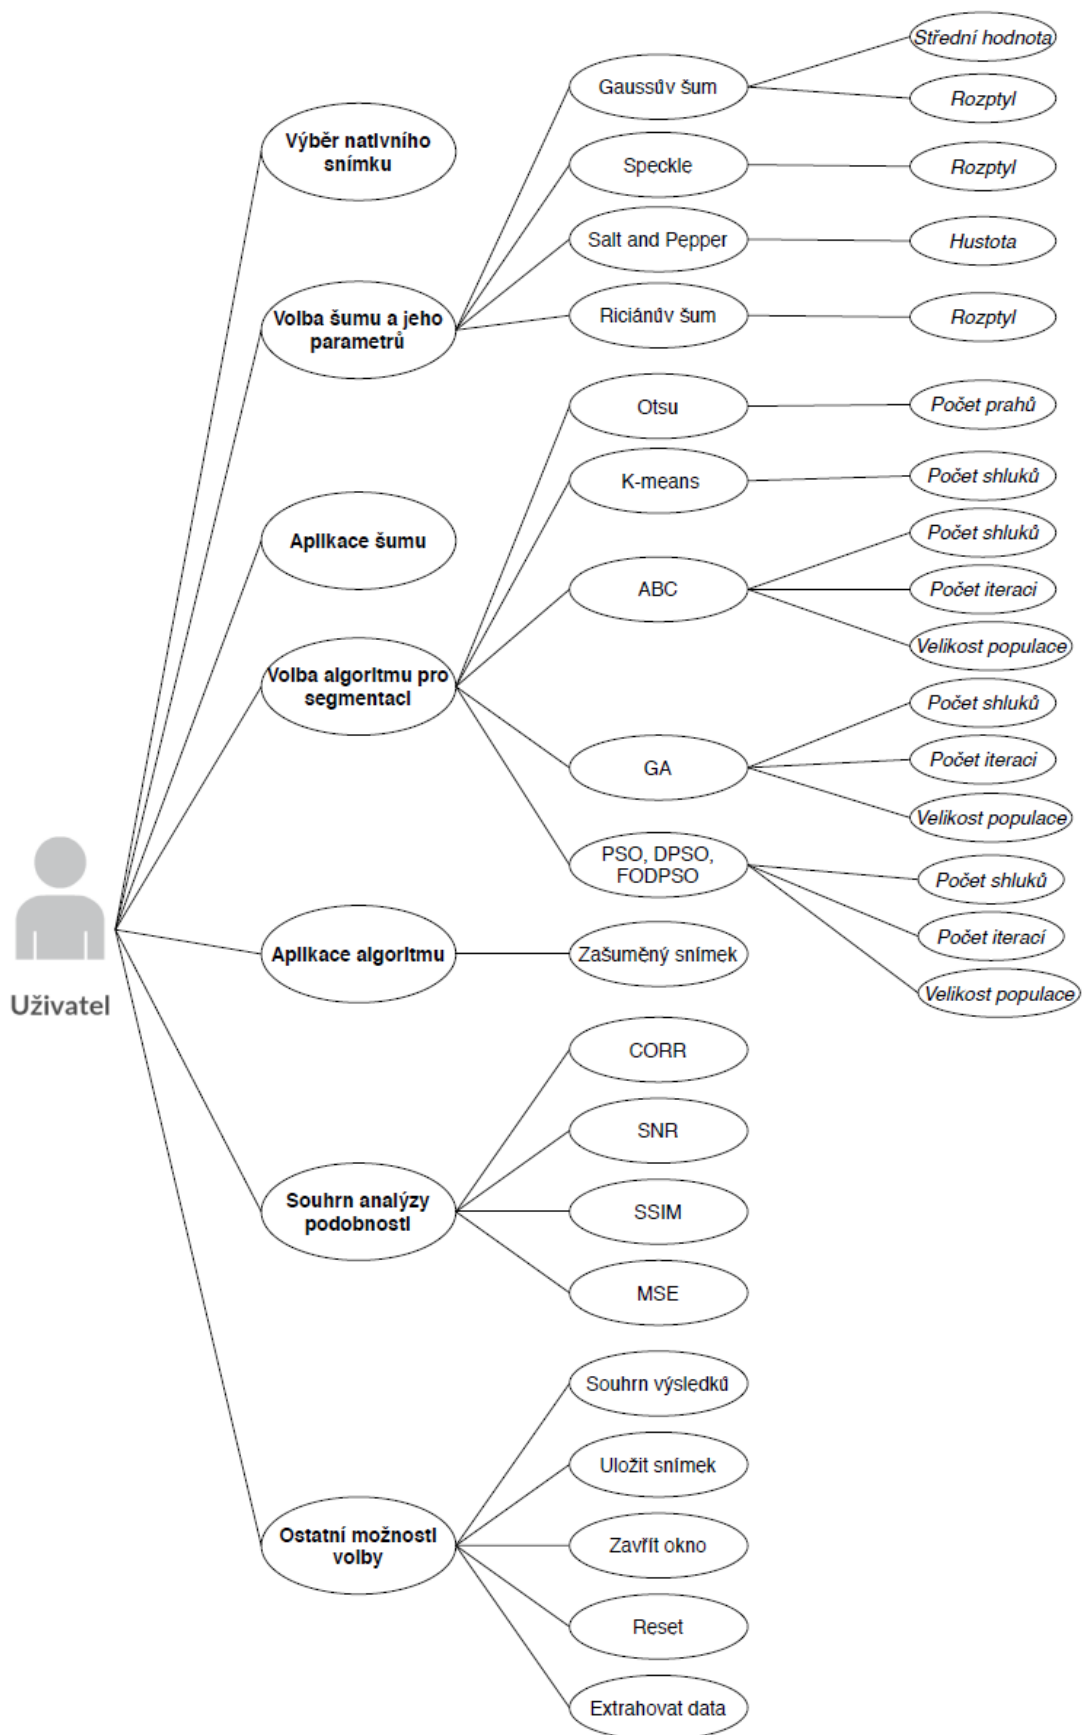 Střední hodnota
Gaussův šum
Rozptyl
Výběr nativního
snímku
Speckle
Rozptyl
Salt and Pepper
Hustota
Volba šumu a jeho
parametrů
Riciánův šum
Rozptyl
Otsu
Počet prahů
K-means
Počet shluků
Aplikace šumu
Počet shluků
ABC
Počet iteraci
Velikost populace
Volba algoritmu pro
segmentaci
Počet shluků
GA
Počet iteraci
Velikost populace
PSO, DPSO,
FODPSO
Počet shluků
Počet iterací
Velikost populace
Uživatel
Aplikace algoritmu
Zašuměný snímek
CORR
SNR
Souhrn analýzy
podobnosti
SSIM
MSE
Souhrn výsledků
Uložit snímek
Ostatní možnosti
volby
Zavřít okno
Reset
Extrahovat data